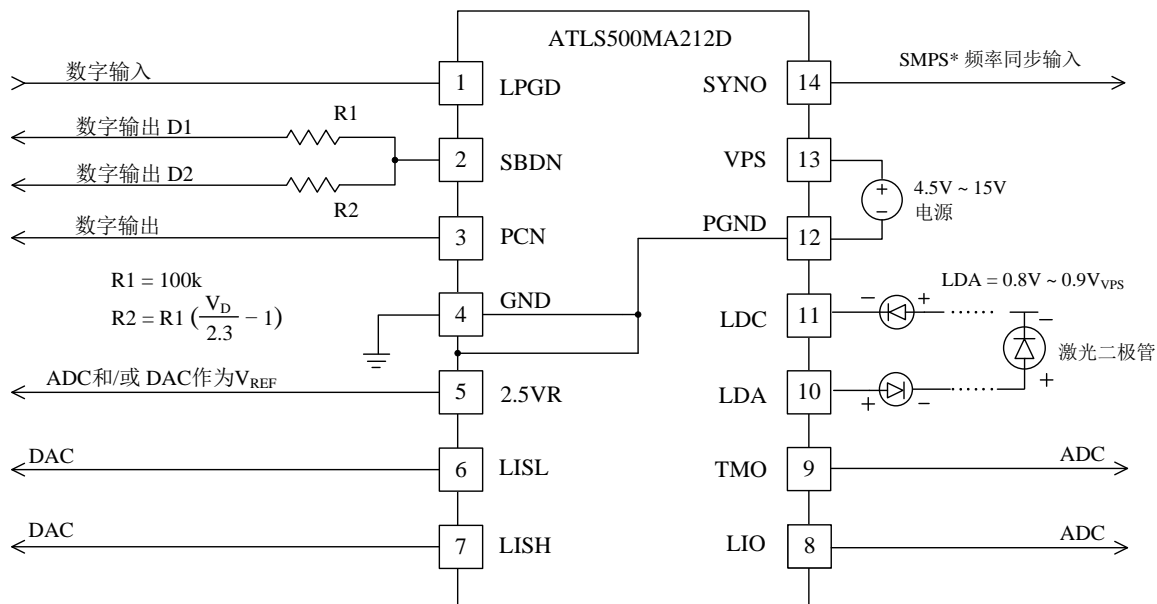 ATLS500MA212D
数字输入
1
LPGD
SYNO
14
SMPS* 频率同步输入
数字输出 D1
R1
2
SBDN
VPS
13
数字输出 D2
R2
+
−
4.5V ~ 15V
电源
数字输出
3
PCN
PGND
12
R1 = 100k
R2 = R1 (V_D/2.3 − 1)
4
GND
LDC
11
−
+
LDA = 0.8V ~ 0.9V_VPS
······
−
激光二极管
+
ADC和/或 DAC作为V_REF
5
2.5VR
LDA
10
+
−
······
DAC
6
LISL
TMO
9
ADC
DAC
7
LISH
LIO
8
ADC